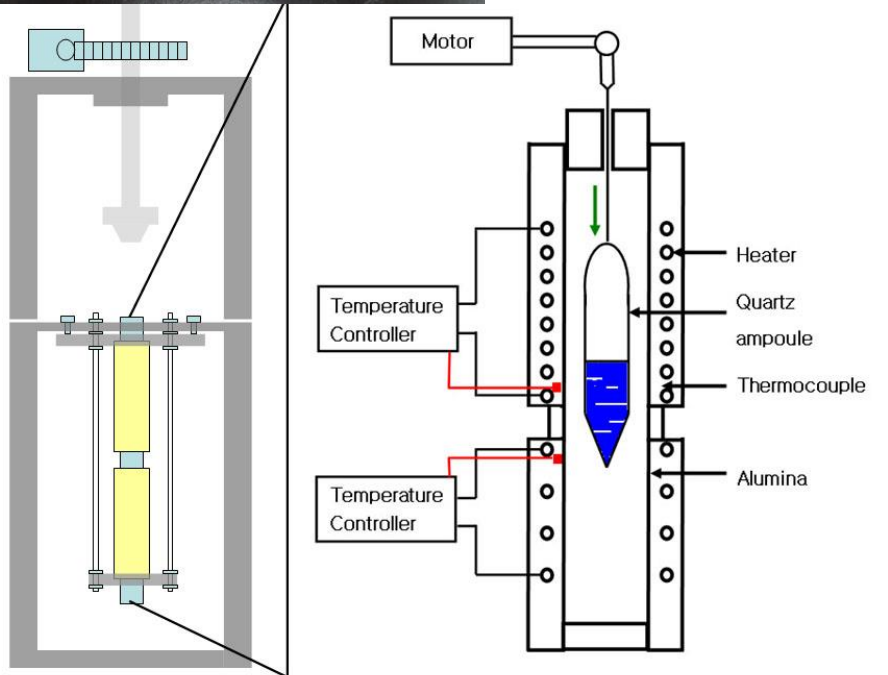 Motor
Heater
Quartz
ampoule
Temperature
Controller
Thermocouple
Alumina
Temperature
Controller